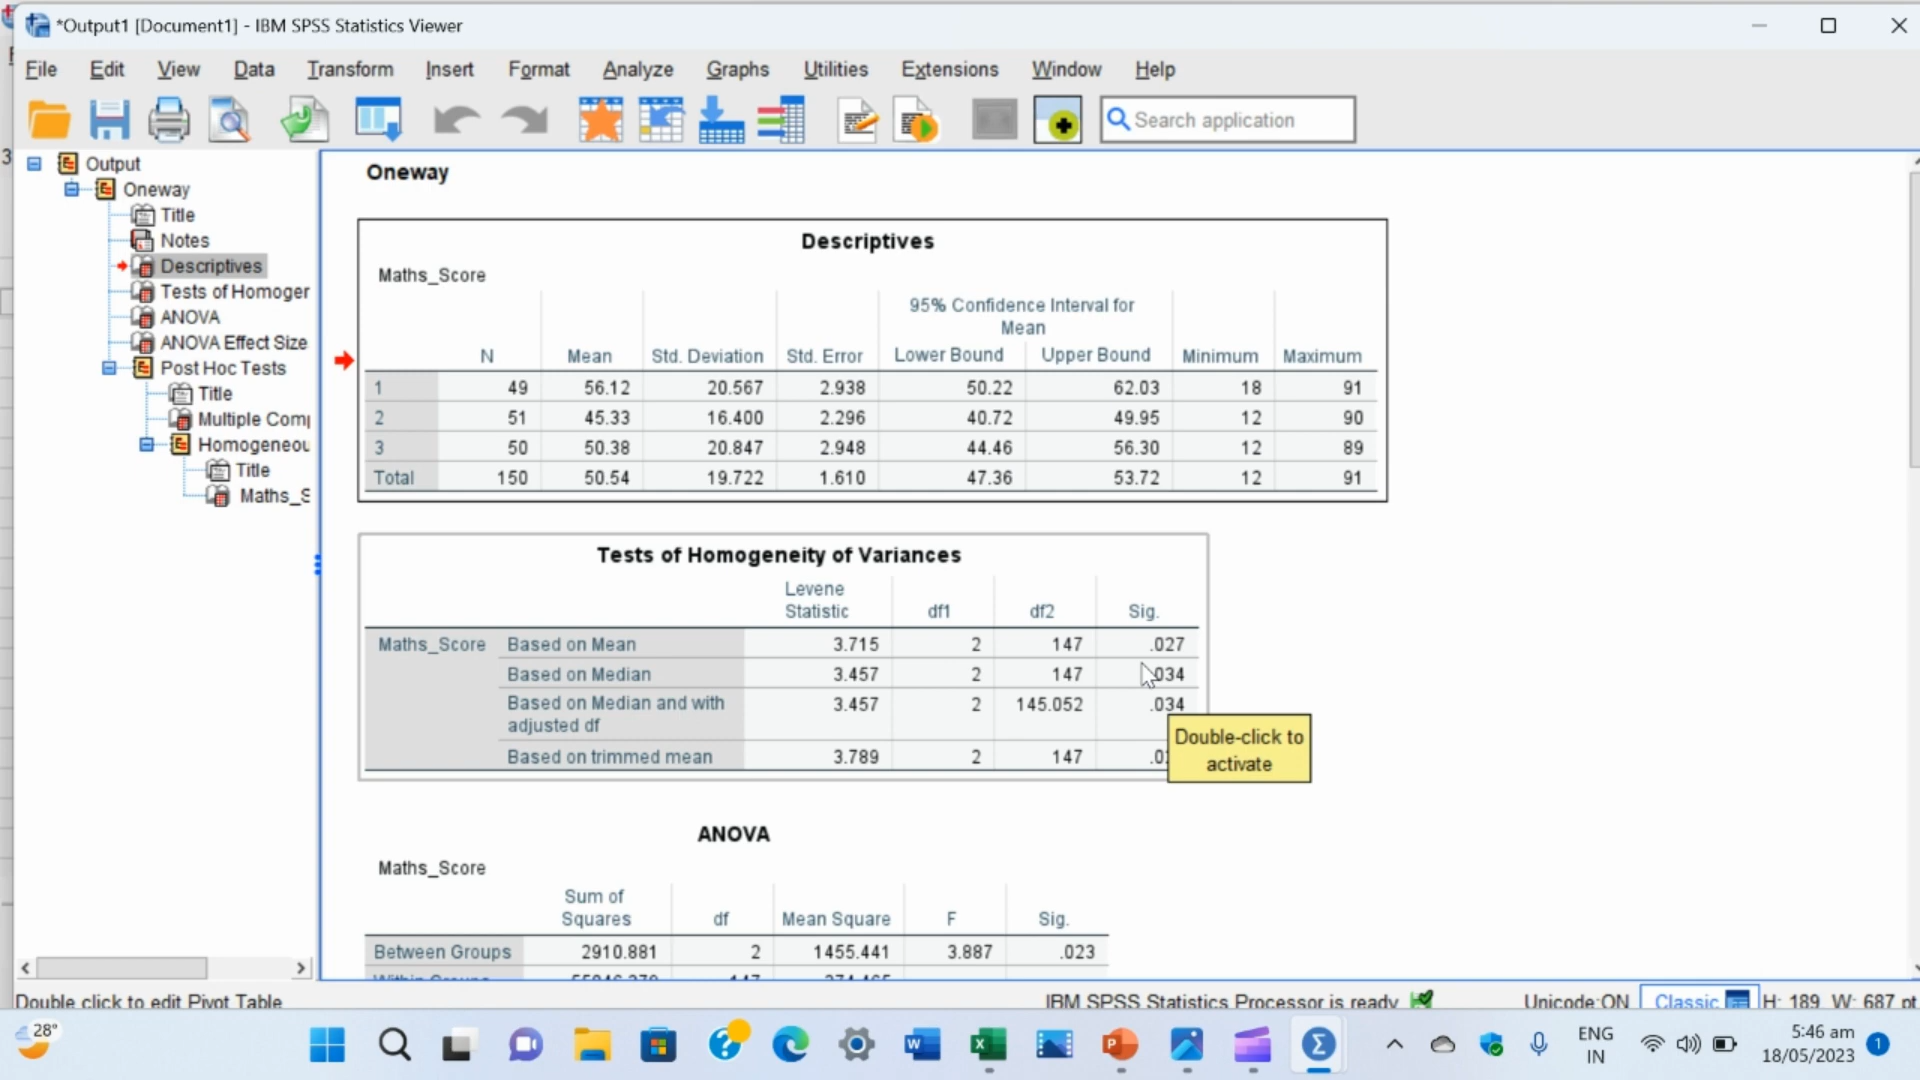 *Output1 [Document1] - IBM SPSS Statistics Viewer
File Edit View Data Transform Insert Format Analyze Graphs Utilities Extensions Window Help
Search application
3
Output
Oneway
Title
Notes
Descriptives
Tests of Homoger
ANOVA
ANOVA Effect Size
Post Hoc Tests
Title
Multiple Com
Homogeneou
Title
Maths_S
Oneway
Descriptives
Maths_Score
95% Confidence Interval for
Mean
N Mean Std. Deviation Std. Error Lower Bound Upper Bound Minimum Maximum
1 49 56.12 20.567 2.938 50.22 62.03 18 91
2 51 45.33 16.400 2.296 40.72 49.95 12 90
3 50 50.38 20.847 2.948 44.46 56.30 12 89
Total 150 50.54 19.722 1.610 47.36 53.72 12 91
Tests of Homogeneity of Variances
Levene
Statistic df1 df2 Sig.
Maths_Score Based on Mean 3.715 2 147 .027
Based on Median 3.457 2 147 .034
Based on Median and with
adjusted df 3.457 2 145.052 .034
Based on trimmed mean 3.789 2 147
Double-click to
activate
ANOVA
Maths_Score
Sum of
Squares df Mean Square F Sig.
Between Groups 2910.881 2 1455.441 3.887 .023
Double click to edit Pivot Table
IBM SPSS Statistics Processor is ready
Unicode:ON Classic H: 189 W: 687 pt
28°
ENG
IN
5:46 am
18/05/2023
1